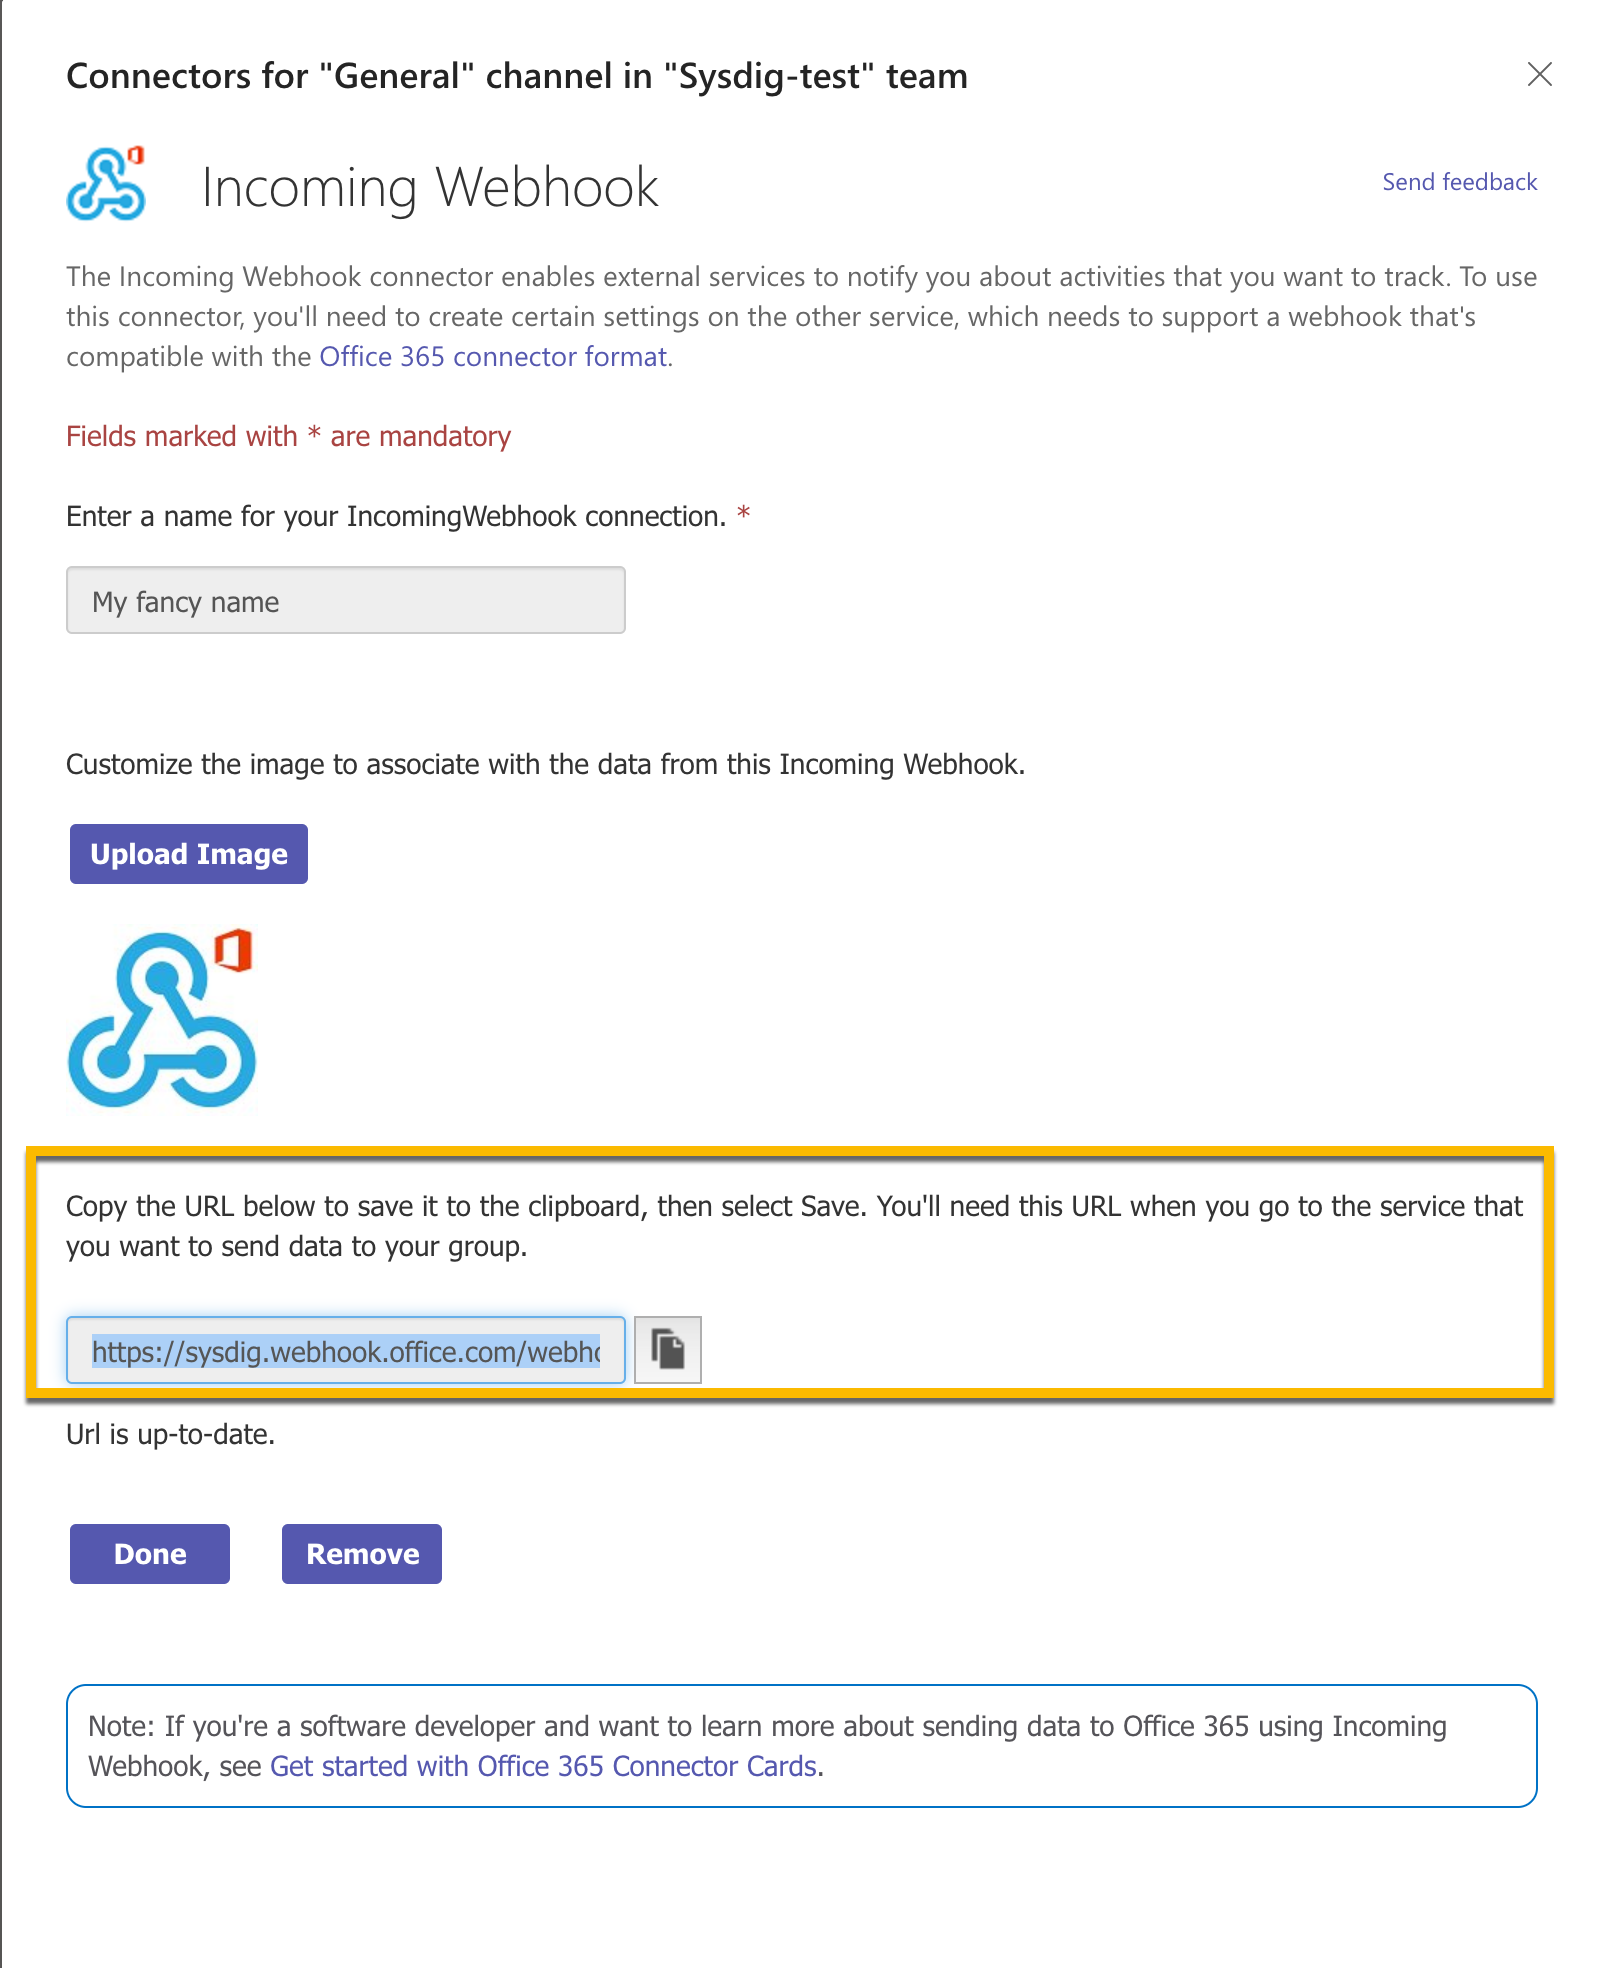 Connectors for "General" channel in "Sysdig-test" team
Incoming Webhook
Send feedback
The Incoming Webhook connector enables external services to notify you about activities that you want to track. To use
this connector, you'll need to create certain settings on the other service, which needs to support a webhook that's
compatible with the Office 365 connector format.
Fields marked with * are mandatory
Enter a name for your IncomingWebhook connection. *
My fancy name
Customize the image to associate with the data from this Incoming Webhook.
Upload Image
Copy the URL below to save it to the clipboard, then select Save. You'll need this URL when you go to the service that
you want to send data to your group.
https://sysdig.webhook.office.com/webho
Url is up-to-date.
Done
Remove
Note: If you're a software developer and want to learn more about sending data to Office 365 using Incoming
Webhook, see Get started with Office 365 Connector Cards.